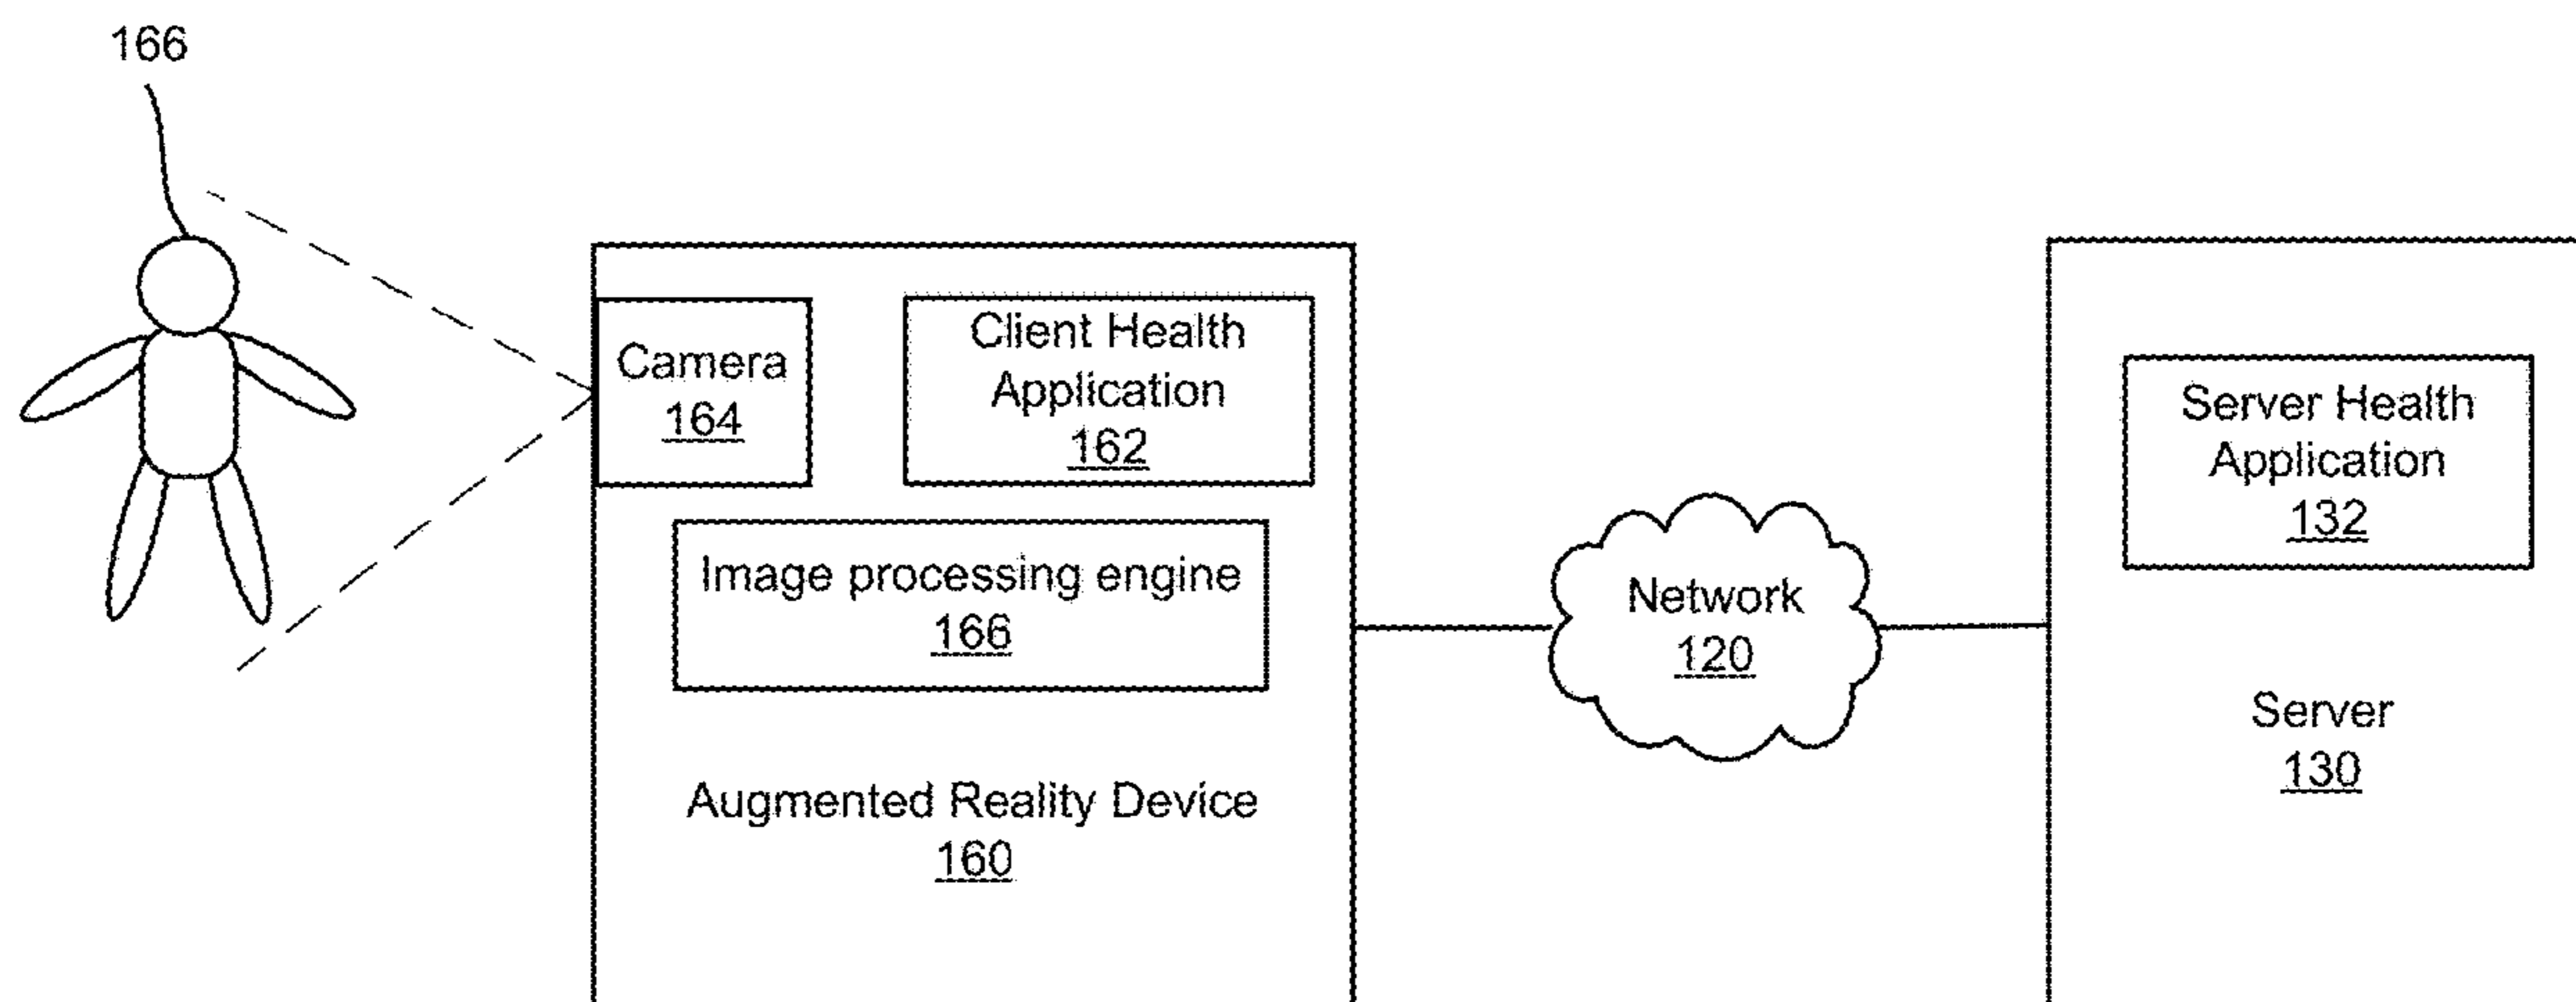 166
Camera
164
Client Health
Application
162
Image processing engine
166
Augmented Reality Device
160
Network
120
Server Health
Application
132
Server
130